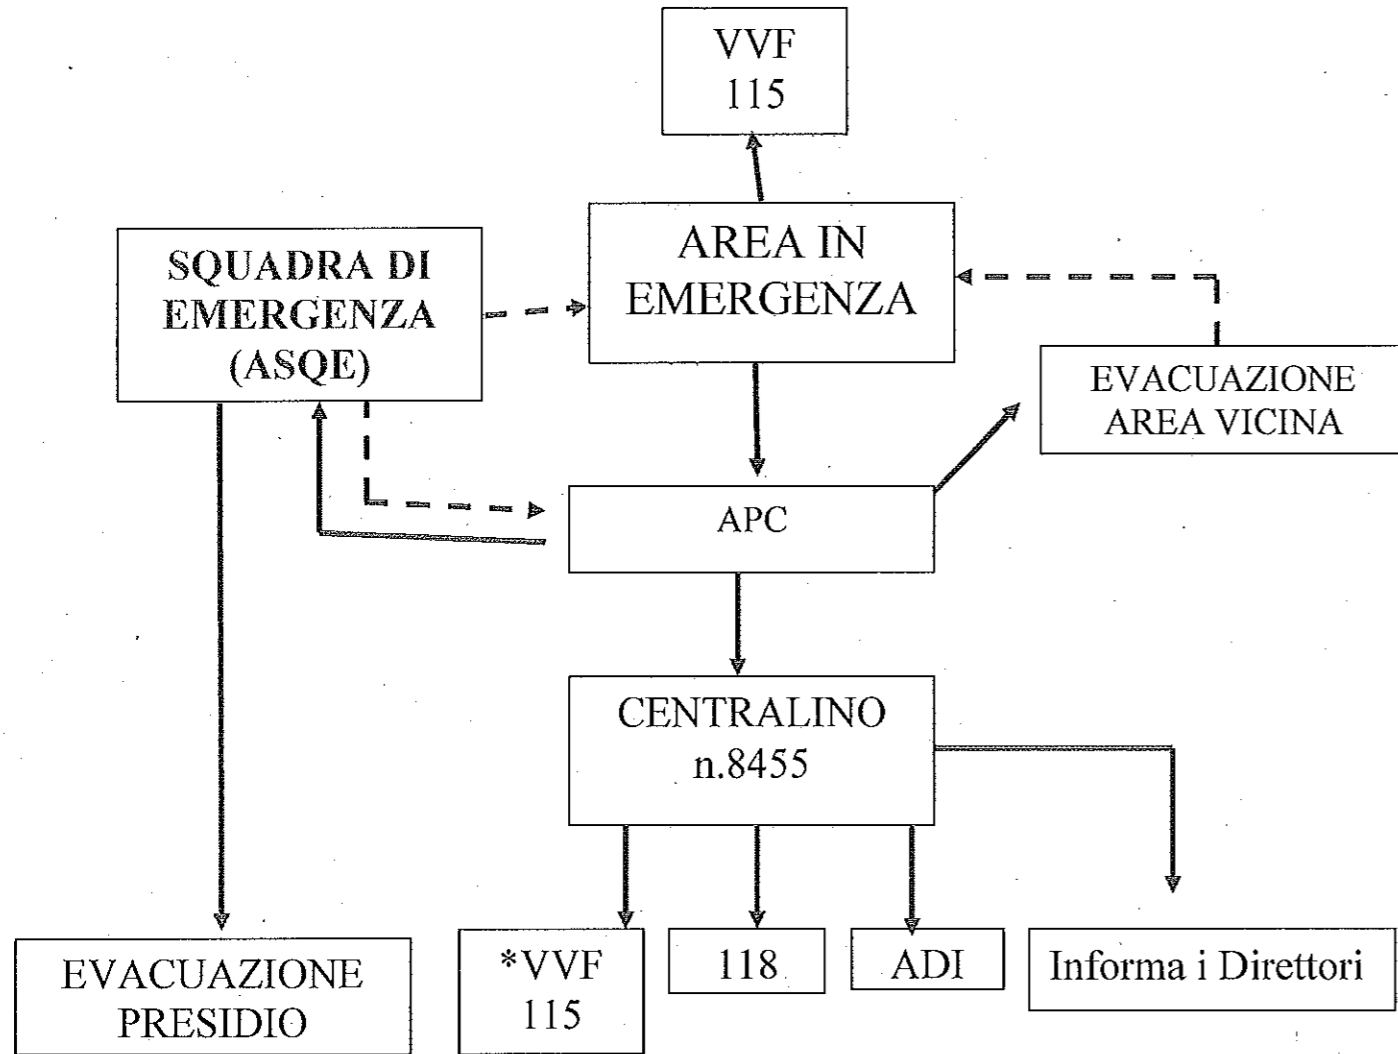 VVF
115
AREA IN
EMERGENZA
SQUADRA DI
EMERGENZA
(ASQE)
EVACUAZIONE
AREA VICINA
APC
CENTRALINO
n.8455
EVACUAZIONE
PRESIDIO
*VVF
115
118
ADI
Informa i Direttori